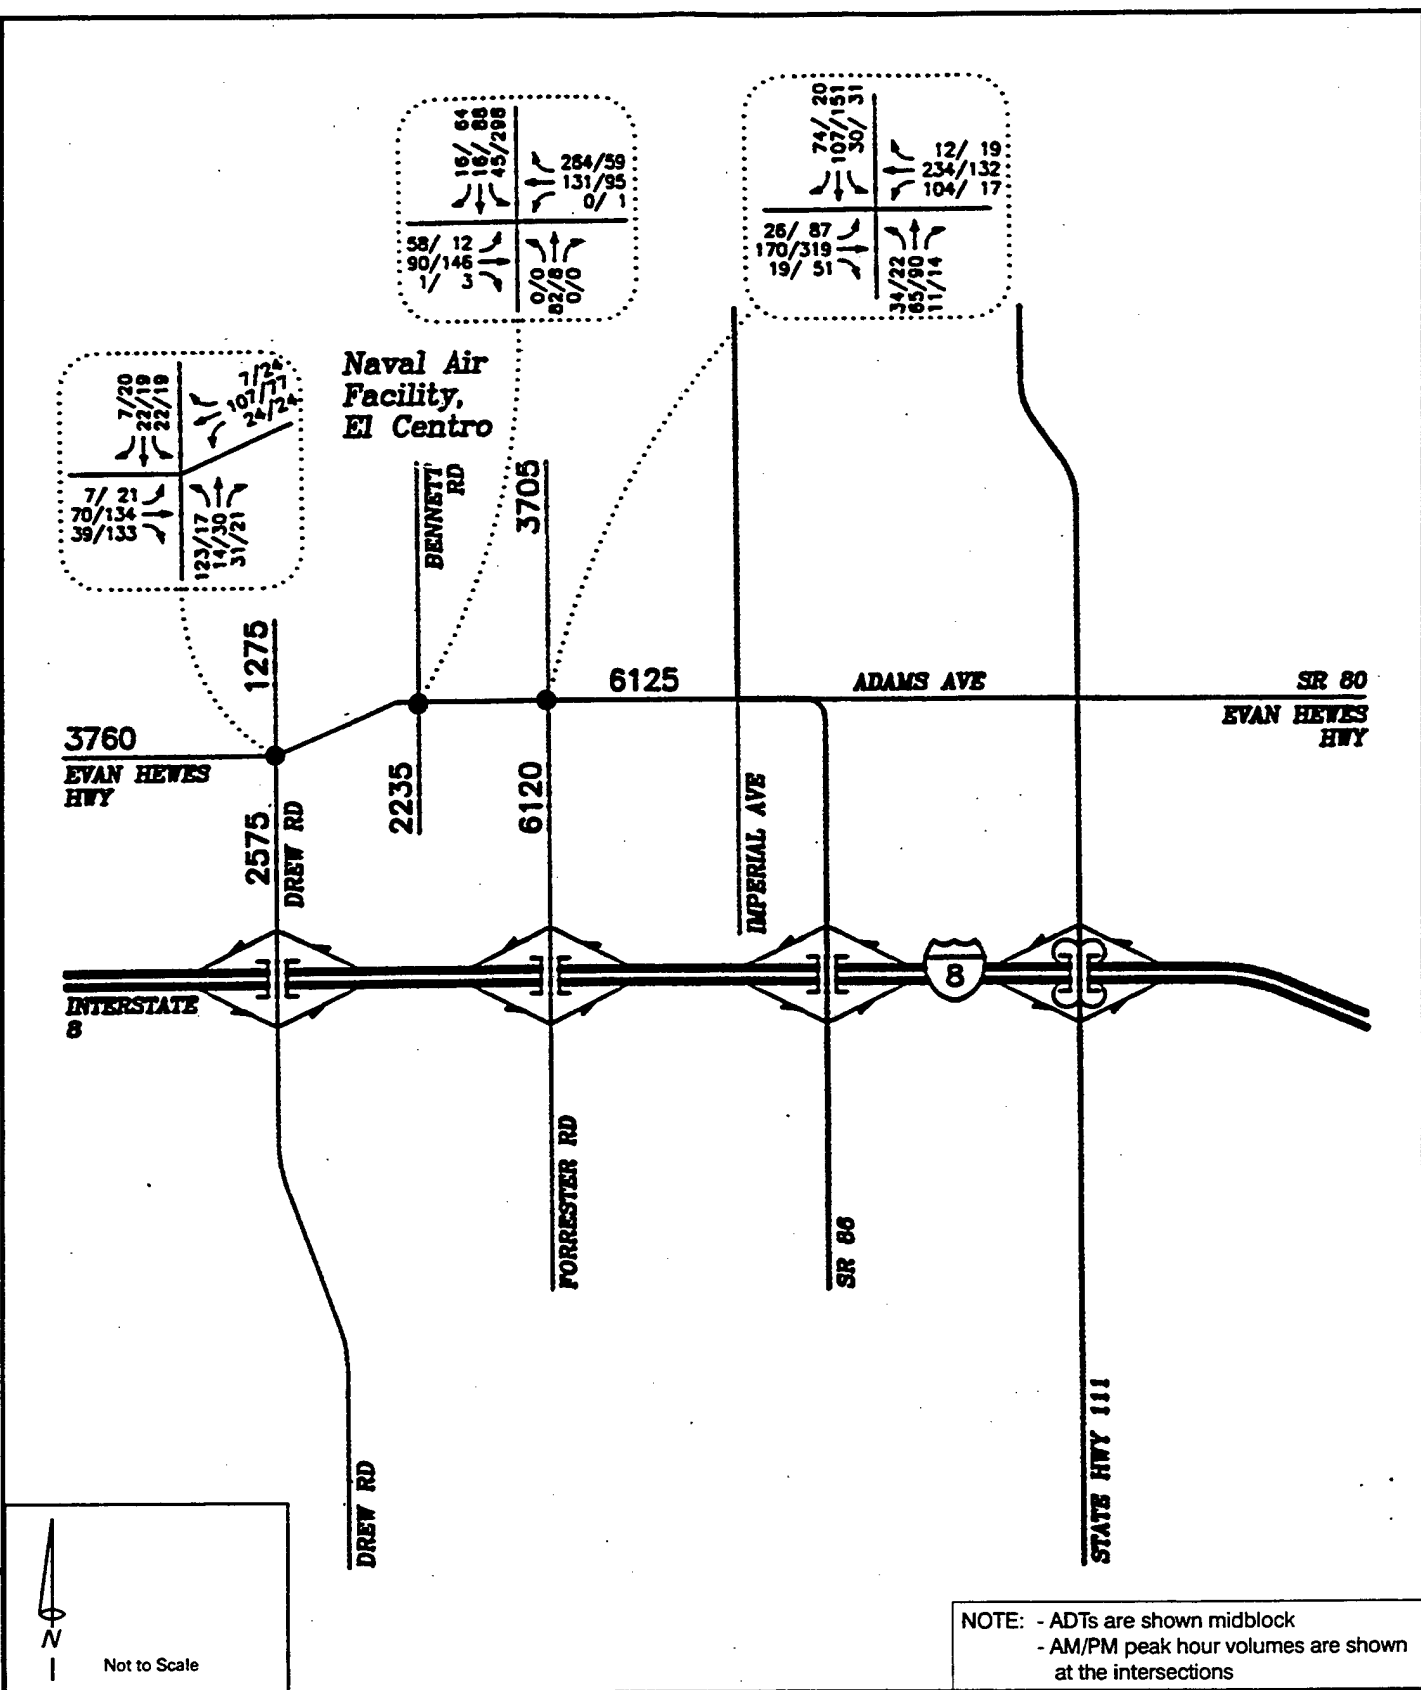 16/ 64
16/ 88
45/298
264/59
131/95
0/ 1
58/ 12
90/146
1/ 3
0/0
82/8
0/0
74/ 20
107/151
30/ 31
12/ 19
234/132
104/ 17
26/ 87
170/319
19/ 51
34/22
65/90
11/14
7/20
22/19
22/19
7/24
107/77
24/24
7/ 21
70/134
39/133
123/17
14/30
31/21
Naval Air
Facility,
El Centro
BENNETT
RD
3705
1275
6125
ADAMS AVE
SR 80
EVAN HEWES
HWY
3760
EVAN HEWES
HWY
2575
DREW RD
2235
6120
IMPERIAL AVE
8
INTERSTATE
8
FORRESTER RD
SR 86
DREW RD
STATE HWY 111
N
Not to Scale
NOTE: - ADTs are shown midblock
- AM/PM peak hour volumes are shown
at the intersections